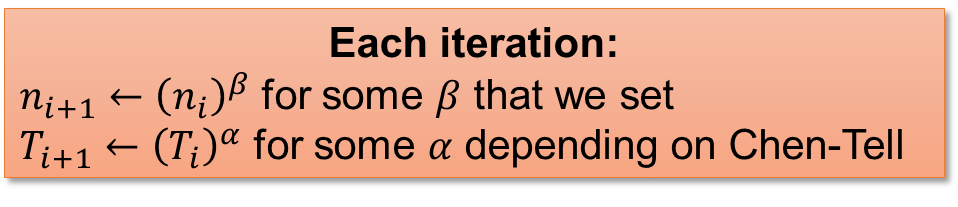 Each iteration:
n_{i+1} ← (n_i)^β for some β that we set
T_{i+1} ← (T_i)^α for some α depending on Chen-Tell